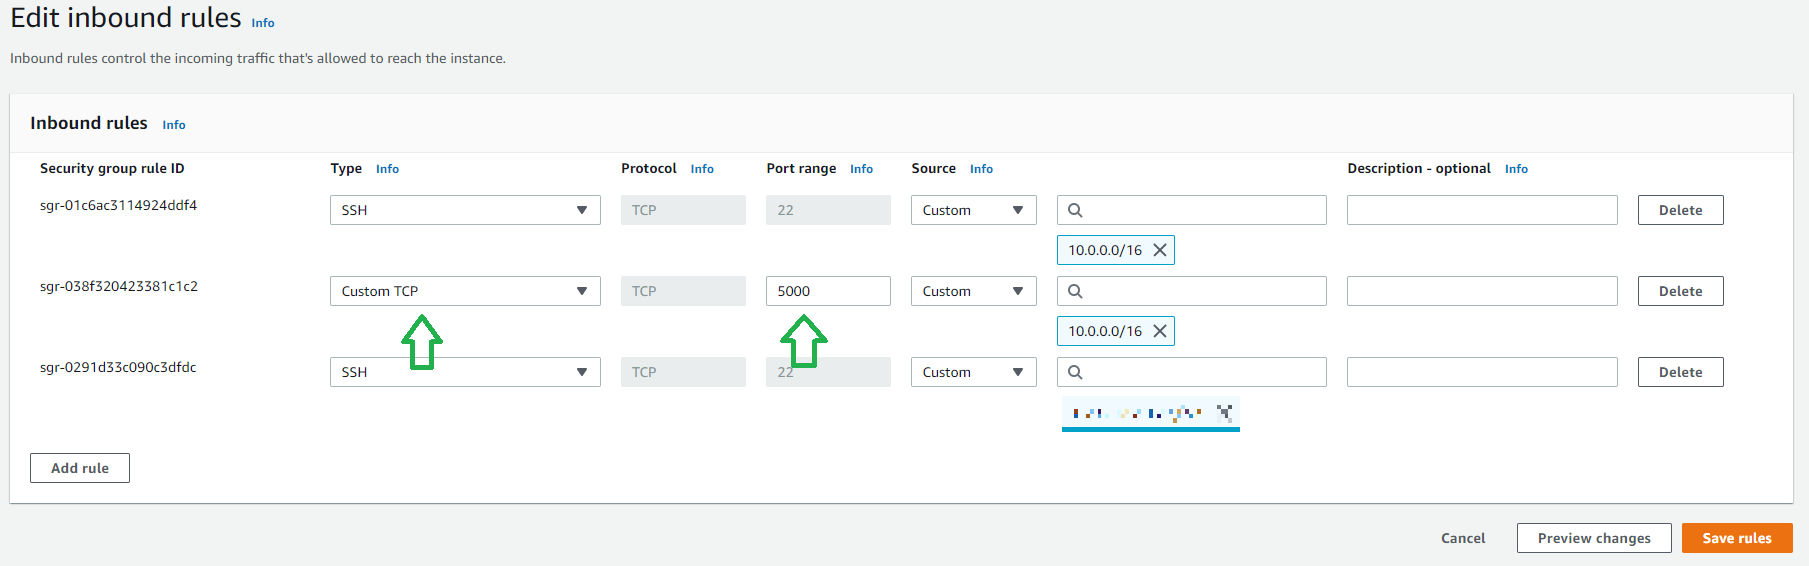 Edit inbound rules Info
Inbound rules control the incoming traffic that's allowed to reach the instance.
Inbound rules Info
Security group rule ID Type Info Protocol Info Port range Info Source Info Description - optional Info
sgr-01c6ac3114924ddf4 SSH TCP 22 Custom Delete
10.0.0.0/16
sgr-038f320423381c1c2 Custom TCP TCP 5000 Custom Delete
10.0.0.0/16
sgr-0291d33c090c3dfdc SSH TCP 22 Custom Delete
Add rule
Cancel Preview changes Save rules